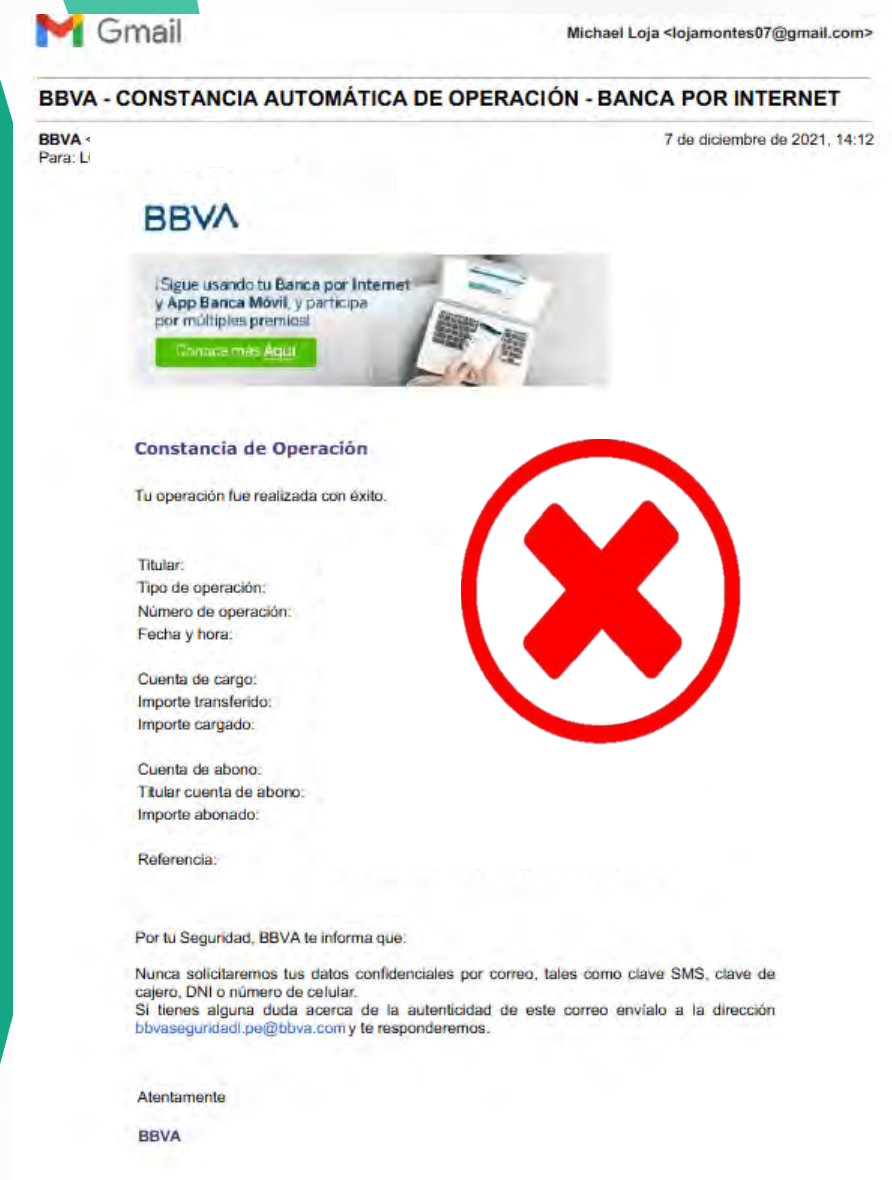 Gmail
Michael Loja <lojamontes07@gmail.com>
BBVA - CONSTANCIA AUTOMÁTICA DE OPERACIÓN - BANCA POR INTERNET
BBVA <
7 de diciembre de 2021, 14:12
Para: L
BBVA
¡Sigue usando tu Banca por Internet
y App Banca Móvil, y participa
por múltiples premios!
Conoce más Aquí
Constancia de Operación
Tu operación fue realizada con éxito.
Titular:
Tipo de operación:
Número de operación:
Fecha y hora:
Cuenta de cargo:
Importe transferido:
Importe cargado:
Cuenta de abono:
Titular cuenta de abono:
Importe abonado:
Referencia:
Por tu Seguridad, BBVA te informa que:
Nunca solicitaremos tus datos confidenciales por correo, tales como clave SMS, clave de
cajero, DNI o número de celular.
Si tienes alguna duda acerca de la autenticidad de este correo envíalo a la dirección
bbvaseguridadl.pe@bbva.com y te responderemos.
Atentamente
BBVA